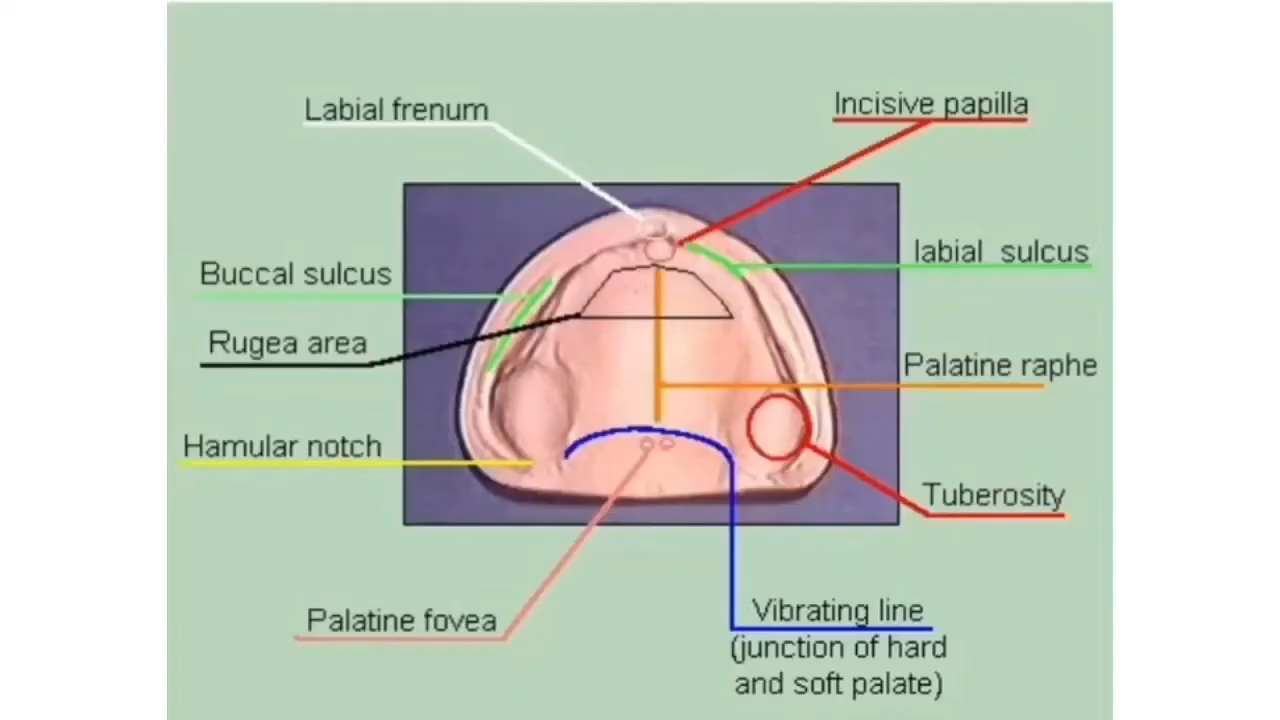 Labial frenum
Incisive papilla
labial sulcus
Buccal sulcus
Rugea area
Palatine raphe
Hamular notch
Tuberosity
Palatine fovea
Vibrating line
(junction of hard
and soft palate)